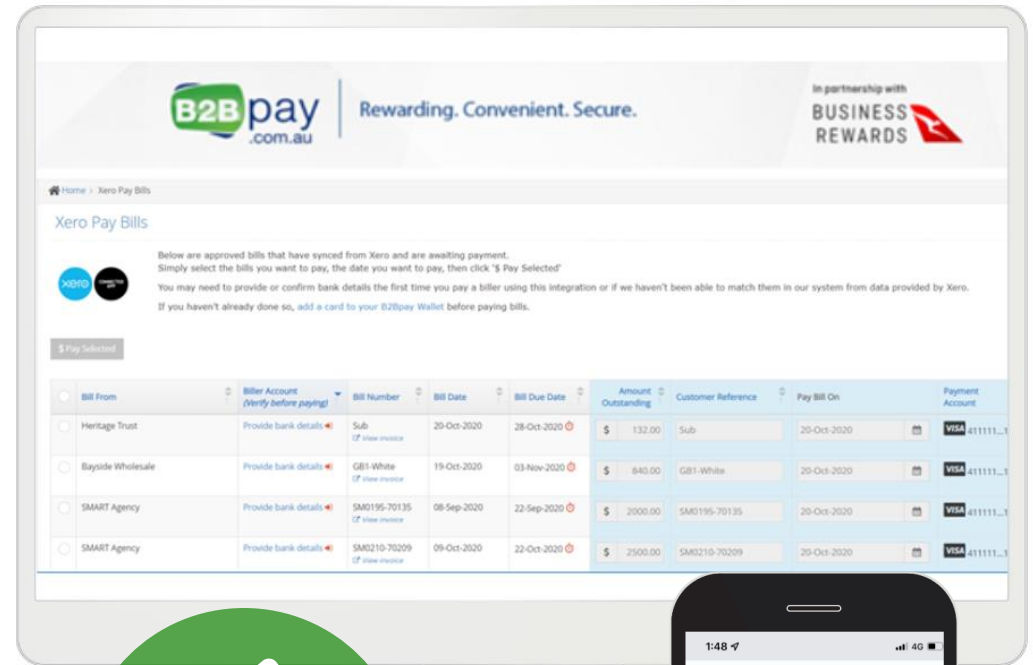 B2B pay
.com.au
Rewarding. Convenient. Secure.
In partnership with
BUSINESS
REWARDS
Home > Xero Pay Bills
Xero Pay Bills
xero CONNECTED APP
Below are approved bills that have synced from Xero and are awaiting payment.
Simply select the bills you want to pay, the date you want to pay, then click '$ Pay Selected'
You may need to provide or confirm bank details the first time you pay a biller using this integration or if we haven't been able to match them in our system from data provided by Xero.
If you haven't already done so, add a card to your B2Bpay Wallet before paying bills.
$ Pay Selected
Bill From Biller Account (Verify before paying) Bill Number Bill Date Bill Due Date Amount Outstanding Customer Reference Pay Bill On Payment Account
Heritage Trust Provide bank details Sub 20-Oct-2020 28-Oct-2020 $ 132.00 Sub 20-Oct-2020 VISA 411111...1
View invoice
Bayside Wholesale Provide bank details GB1-White 19-Oct-2020 03-Nov-2020 $ 840.00 GB1-White 20-Oct-2020 VISA 411111...1
View invoice
SMART Agency Provide bank details SM0195-70135 08-Sep-2020 22-Sep-2020 $ 2000.00 SM0195-70135 20-Oct-2020 VISA 411111...1
View invoice
SMART Agency Provide bank details SM0210-70209 09-Oct-2020 22-Oct-2020 $ 2500.00 SM0210-70209 20-Oct-2020 VISA 411111...1
View invoice
1:48 4G